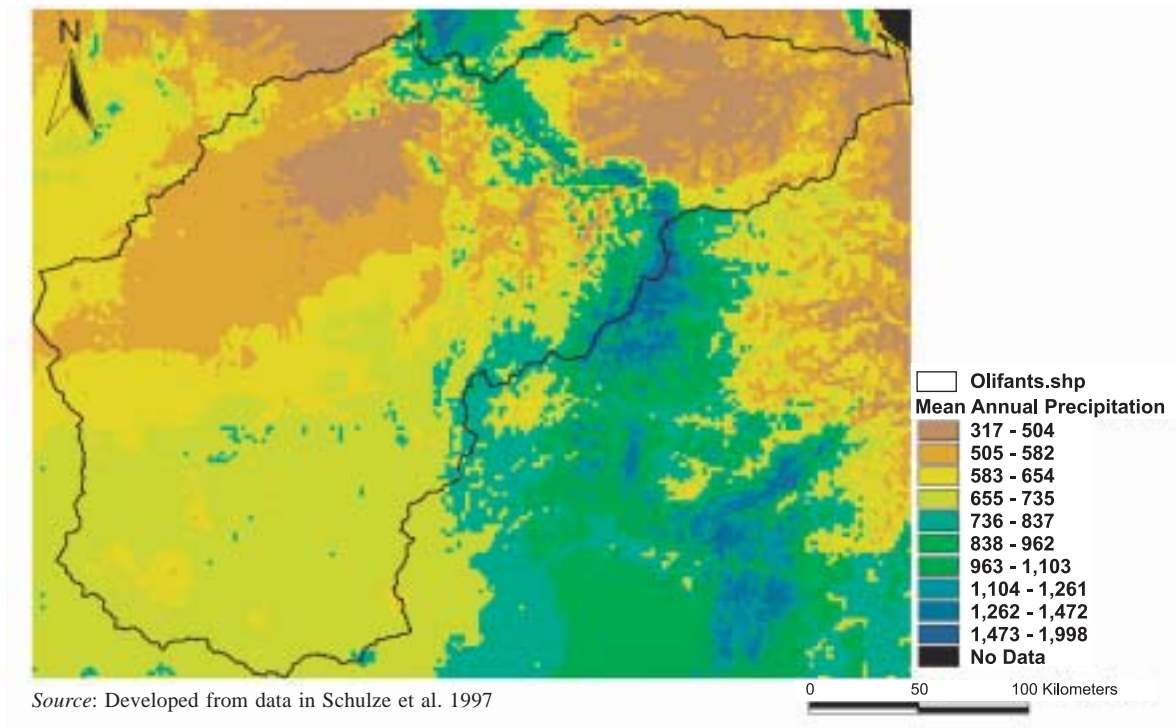 N
Olifants.shp
Mean Annual Precipitation
317 - 504
505 - 582
583 - 654
655 - 735
736 - 837
838 - 962
963 - 1,103
1,104 - 1,261
1,262 - 1,472
1,473 - 1,998
No Data
0 50 100 Kilometers
Source: Developed from data in Schulze et al. 1997